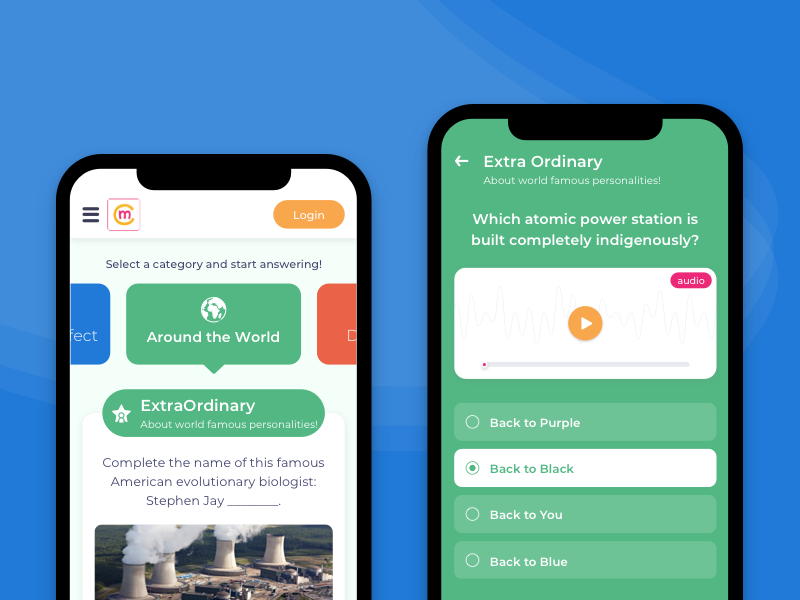 m
Login
Select a category and start answering!
fect
Around the World
D
ExtraOrdinary
About world famous personalities!
Complete the name of this famous
American evolutionary biologist:
Stephen Jay ________.
Extra Ordinary
About world famous personalities!
Which atomic power station is
built completely indigenously?
audio
Back to Purple
Back to Black
Back to You
Back to Blue